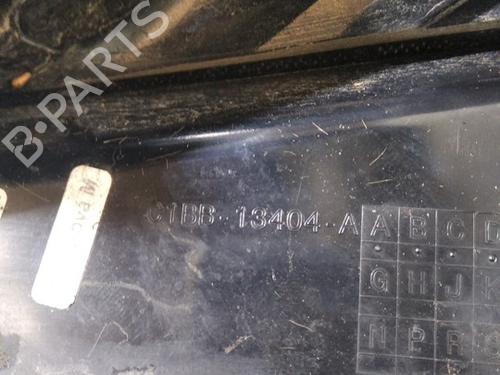 B-PARTS
C1BB-13404-A
A B C D
G H J
N P R S